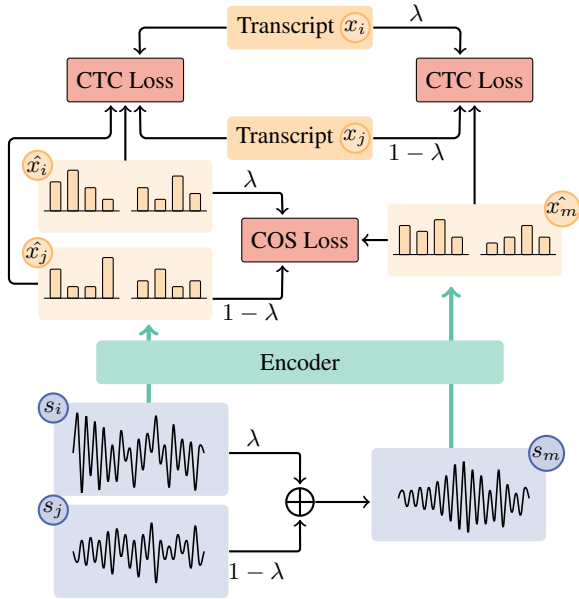 Transcript x_i λ
CTC Loss CTC Loss
Transcript x_j
1 − λ
x̂_i
λ
x̂_m
COS Loss
x̂_j
1 − λ
Encoder
s_i
λ
s_m
s_j
1 − λ